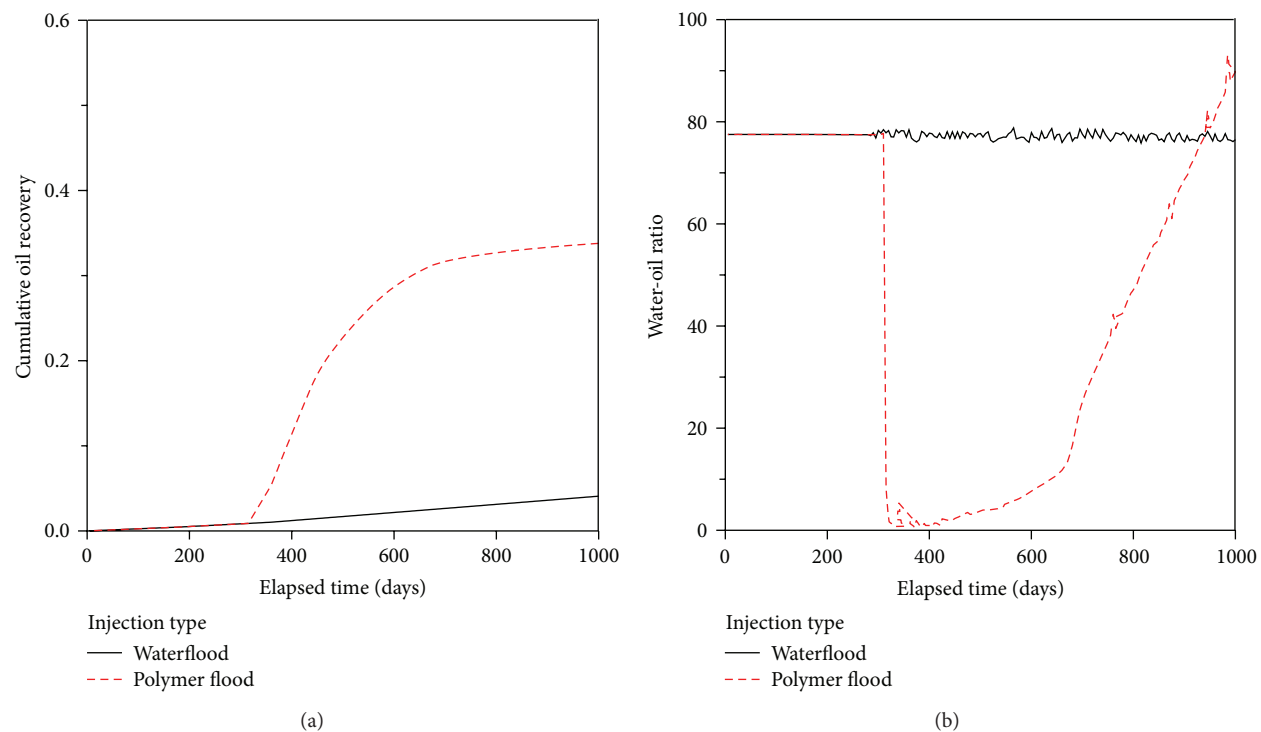 Cumulative oil recovery
0.6
0.4
0.2
0.0
0 200 400 600 800 1000
Elapsed time (days)
Injection type
Waterflood
Polymer flood
(a)
Water-oil ratio
100
80
60
40
20
0
0 200 400 600 800 1000
Elapsed time (days)
Injection type
Waterflood
Polymer flood
(b)